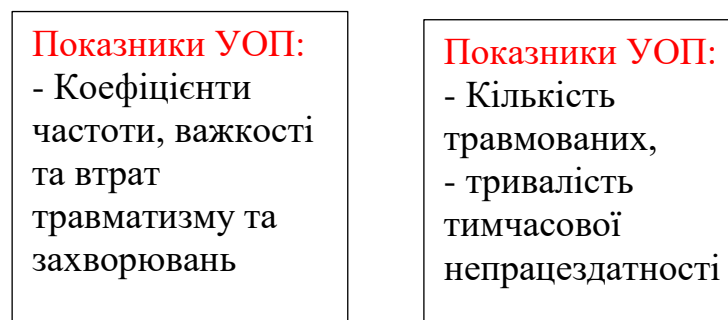 Показники УОП:
- Коефіцієнти
частоти, важкості
та втрат
травматизму та
захворювань
Показники УОП:
- Кількість
травмованих,
- тривалість
тимчасової
непрацездатності